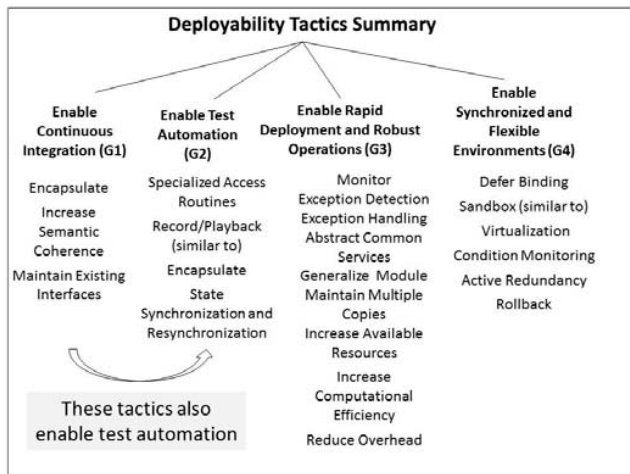 Deployability Tactics Summary
Enable
Continuous
Integration (G1)
Encapsulate
Increase
Semantic
Coherence
Maintain Existing
Interfaces
Enable Test
Automation
(G2)
Specialized Access
Routines
Record/Playback
(similar to)
Encapsulate
State
Synchronization and
Resynchronization
Enable Rapid
Deployment and Robust
Operations (G3)
Monitor
Exception Detection
Exception Handling
Abstract Common
Services
Generalize Module
Maintain Multiple
Copies
Increase Available
Resources
Increase
Computational
Efficiency
Reduce Overhead
Enable
Synchronized and
Flexible
Environments (G4)
Defer Binding
Sandbox (similar to)
Virtualization
Condition Monitoring
Active Redundancy
Rollback
These tactics also
enable test automation